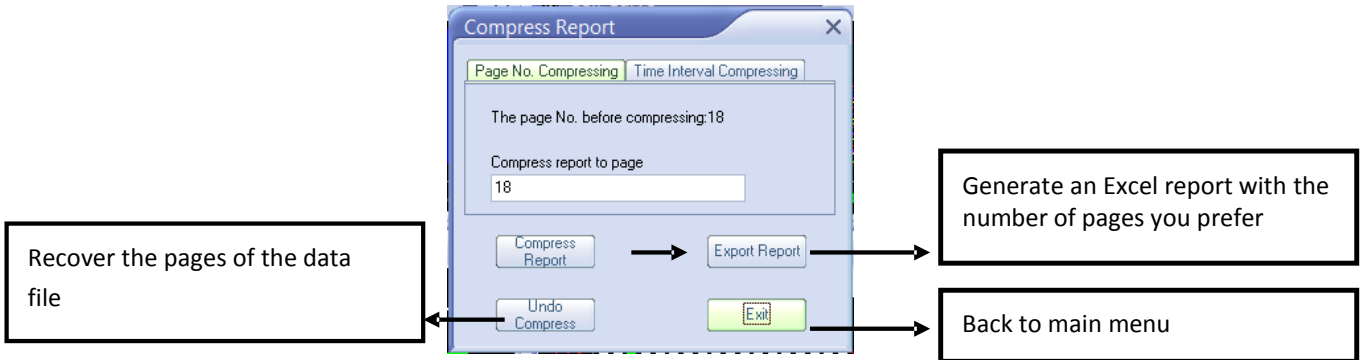 Compress Report
Page No. Compressing
Time Interval Compressing
The page No. before compressing:18
Compress report to page
18
Compress
Report
Export Report
Generate an Excel report with the
number of pages you prefer
Recover the pages of the data
file
Undo
Compress
Exit
Back to main menu